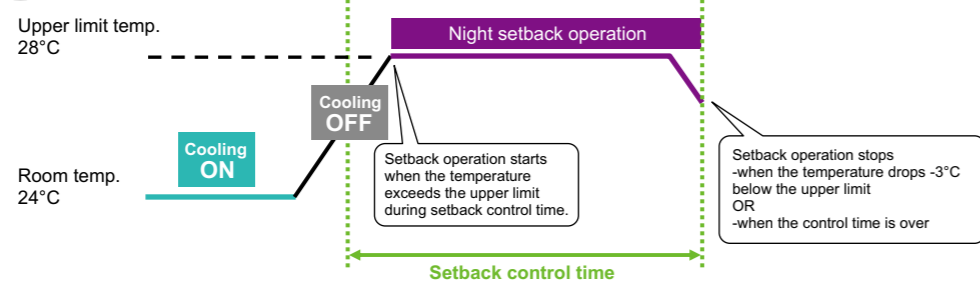 Upper limit temp.
28°C
Night setback operation
Cooling
OFF
Cooling
ON
Room temp.
24°C
Setback operation starts
when the temperature
exceeds the upper limit
during setback control time.
Setback operation stops
-when the temperature drops -3°C
below the upper limit
OR
-when the control time is over
Setback control time